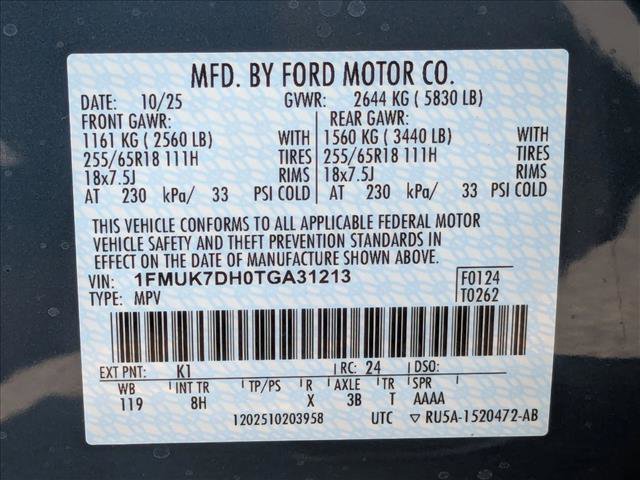 MFD. BY FORD MOTOR CO.
DATE: 10/25 GVWR: 2644 KG ( 5830 LB)
FRONT GAWR: REAR GAWR:
1161 KG ( 2560 LB) WITH 1560 KG ( 3440 LB) WITH
255/65R18 111H TIRES 255/65R18 111H TIRES
18x7.5J RIMS 18x7.5J RIMS
AT 230 kPa/ 33 PSI COLD AT 230 kPa/ 33 PSI COLD
THIS VEHICLE CONFORMS TO ALL APPLICABLE FEDERAL MOTOR
VEHICLE SAFETY AND THEFT PREVENTION STANDARDS IN
EFFECT ON THE DATE OF MANUFACTURE SHOWN ABOVE.
VIN: 1FMUK7DH0TGA31213 F0124
TYPE: MPV T0262
EXT PNT: K1 RC: 24 DSO:
WB INT TR TP/PS R AXLE TR SPR
119 8H X 3B T AAAA
1202510203958 UTC ▽ RU5A-1520472-AB